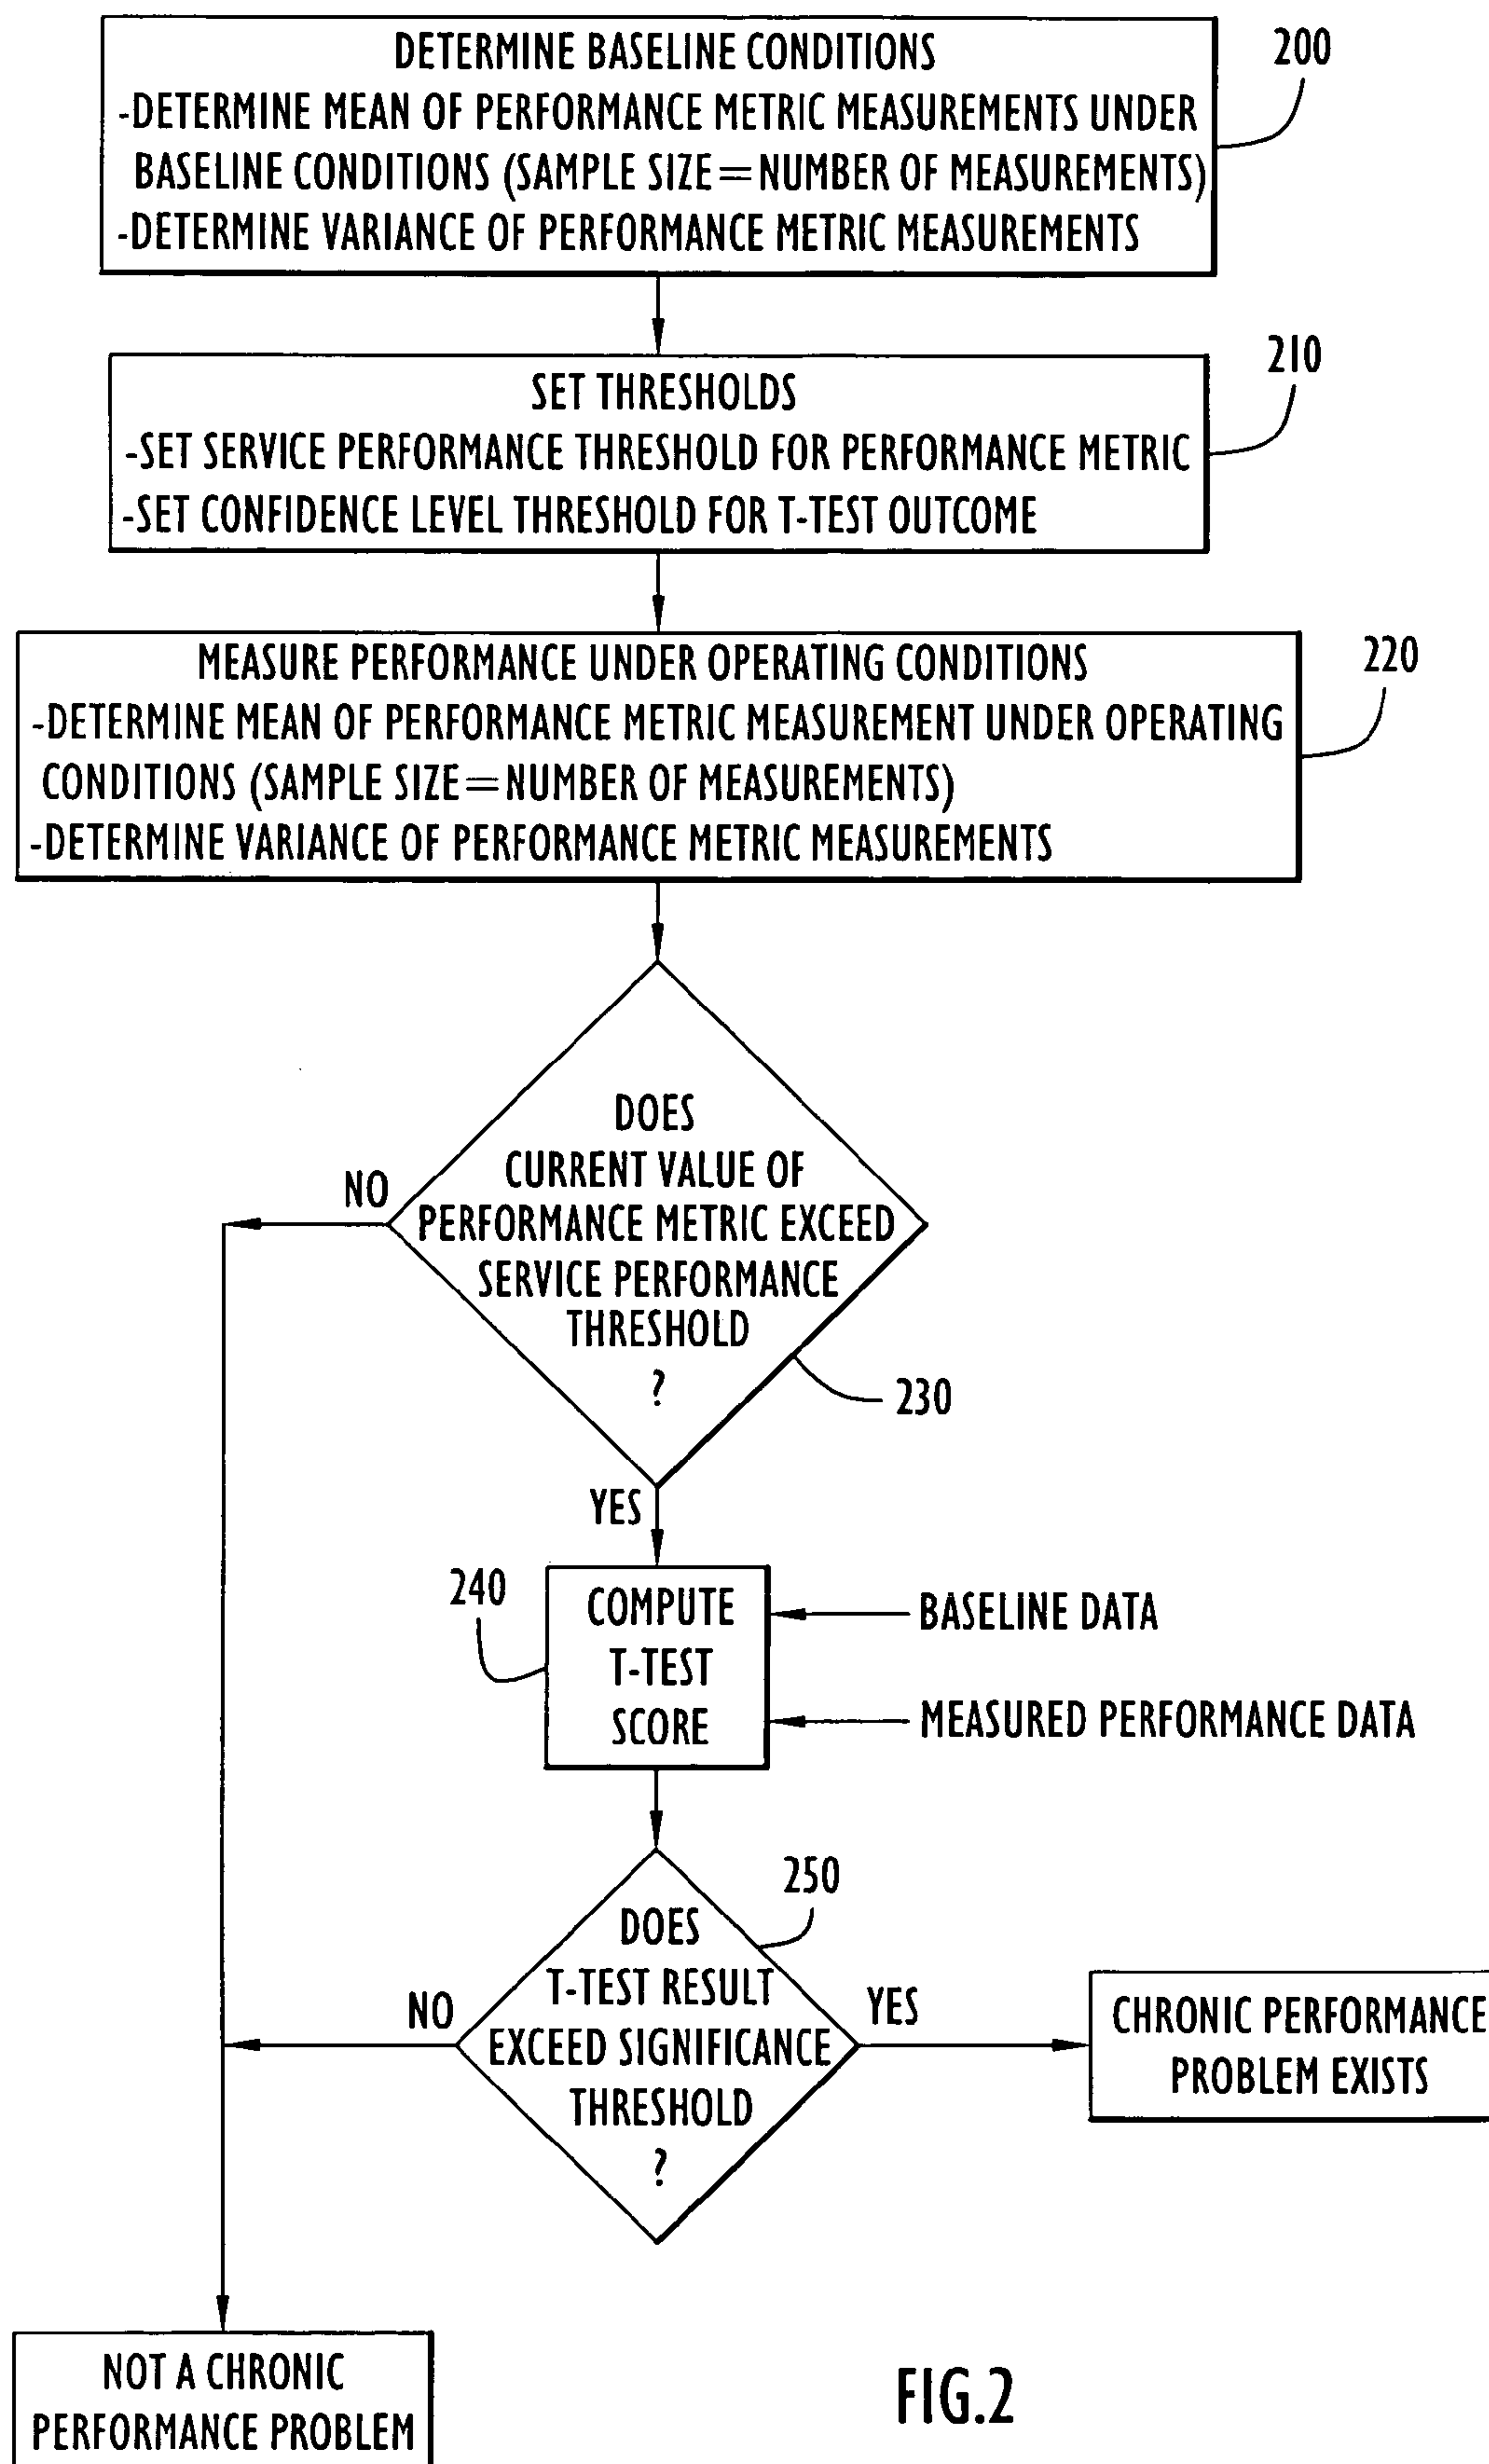 DETERMINE BASELINE CONDITIONS
-DETERMINE MEAN OF PERFORMANCE METRIC MEASUREMENTS UNDER
BASELINE CONDITIONS (SAMPLE SIZE=NUMBER OF MEASUREMENTS)
-DETERMINE VARIANCE OF PERFORMANCE METRIC MEASUREMENTS
200
SET THRESHOLDS
-SET SERVICE PERFORMANCE THRESHOLD FOR PERFORMANCE METRIC
-SET CONFIDENCE LEVEL THRESHOLD FOR T-TEST OUTCOME
210
MEASURE PERFORMANCE UNDER OPERATING CONDITIONS
-DETERMINE MEAN OF PERFORMANCE METRIC MEASUREMENT UNDER OPERATING
CONDITIONS (SAMPLE SIZE=NUMBER OF MEASUREMENTS)
-DETERMINE VARIANCE OF PERFORMANCE METRIC MEASUREMENTS
220
DOES
CURRENT VALUE OF
PERFORMANCE METRIC EXCEED
SERVICE PERFORMANCE
THRESHOLD
?
NO
230
YES
240
COMPUTE
T-TEST
SCORE
BASELINE DATA
MEASURED PERFORMANCE DATA
250
DOES
T-TEST RESULT
EXCEED SIGNIFICANCE
THRESHOLD
?
NO
YES
CHRONIC PERFORMANCE
PROBLEM EXISTS
NOT A CHRONIC
PERFORMANCE PROBLEM
FIG.2